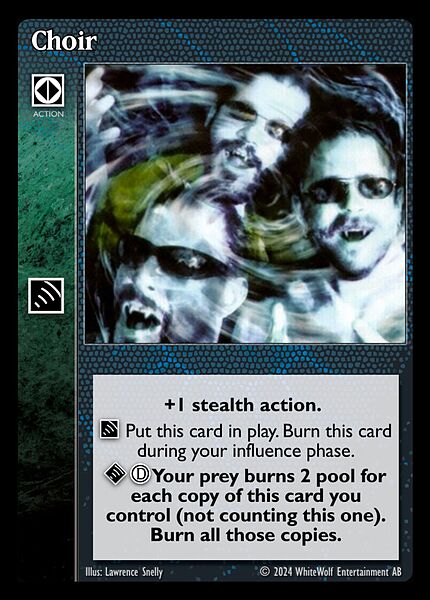 Choir
ACTION
+1 stealth action.
Put this card in play. Burn this card
during your influence phase.
D Your prey burns 2 pool for
each copy of this card you
control (not counting this one).
Burn all those copies.
Illus: Lawrence Snelly © 2024 WhiteWolf Entertainment AB